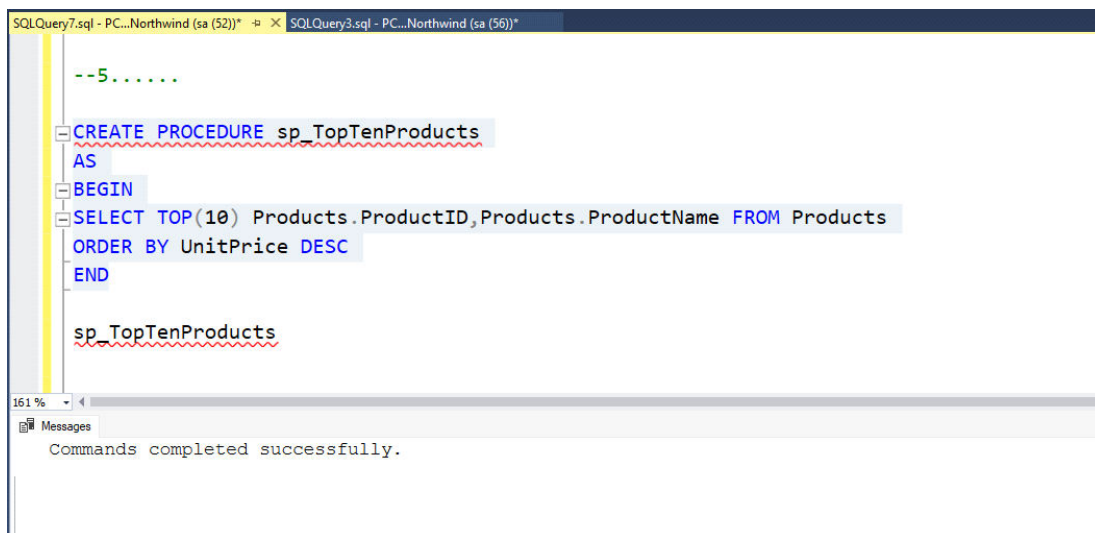 SQLQuery7.sql - PC...Northwind (sa (52))* SQLQuery3.sql - PC...Northwind (sa (56))*
--5......
CREATE PROCEDURE sp_TopTenProducts
AS
BEGIN
SELECT TOP(10) Products.ProductID,Products.ProductName FROM Products
ORDER BY UnitPrice DESC
END
sp_TopTenProducts
161 %
Messages
Commands completed successfully.